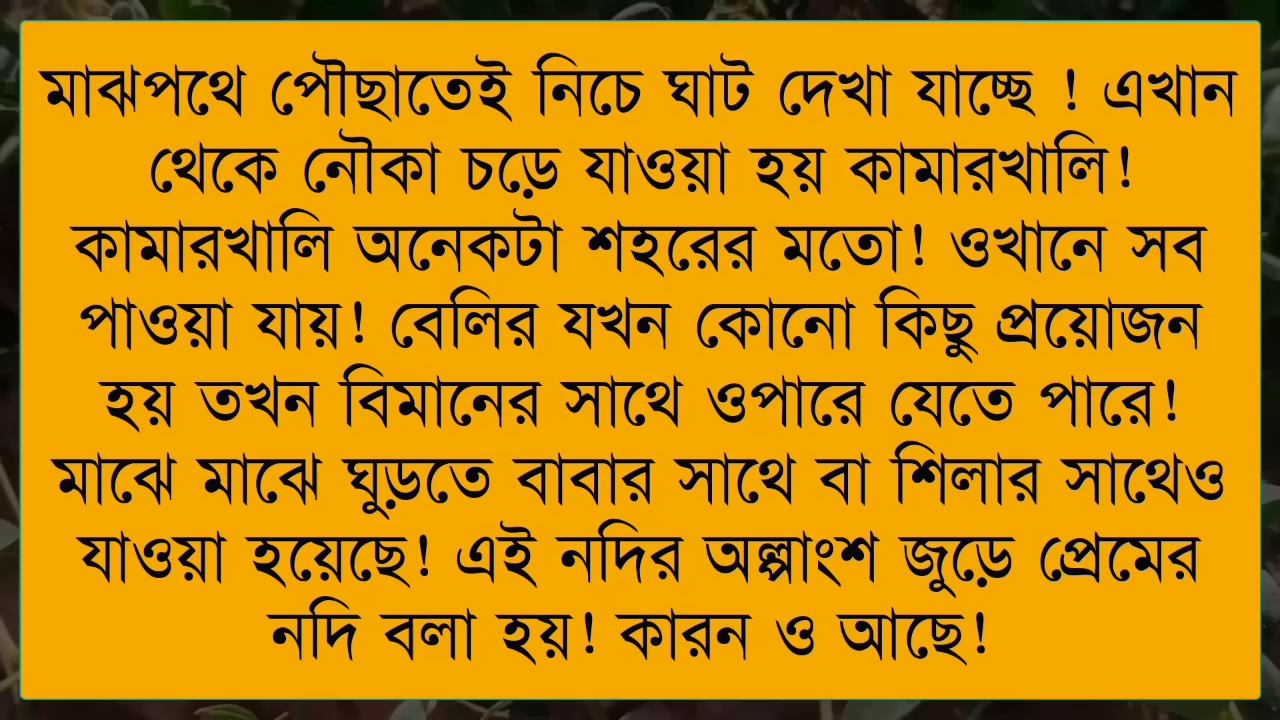 মাঝপথে পৌছাতেই নিচে ঘাট দেখা যাচ্ছে ! এখান
থেকে নৌকা চড়ে যাওয়া হয় কামারখালি!
কামারখালি অনেকটা শহরের মতো! ওখানে সব
পাওয়া যায়! বেলির যখন কোনো কিছু প্রয়োজন
হয় তখন বিমানের সাথে ওপারে যেতে পারে!
মাঝে মাঝে ঘুড়তে বাবার সাথে বা শিলার সাথেও
যাওয়া হয়েছে! এই নদির অল্পাংশ জুড়ে প্রেমের
নদি বলা হয়! কারন ও আছে!